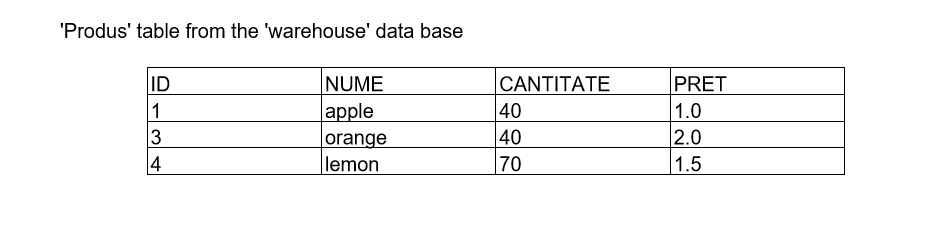 'Produs' table from the 'warehouse' data base
ID NUME CANTITATE PRET
1 apple 40 1.0
3 orange 40 2.0
4 lemon 70 1.5